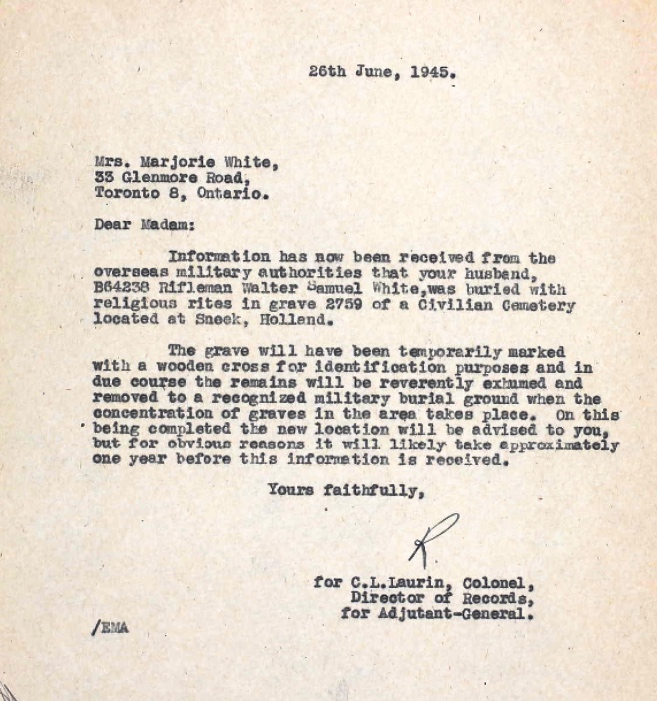 26th June, 1945.
Mrs. Marjorie White,
33 Glenmore Road,
Toronto 8, Ontario.
Dear Madam:
Information has now been received from the
overseas military authorities that your husband,
B64238 Rifleman Walter Samuel White,was buried with
religious rites in grave 2759 of a Civilian Cemetery
located at Sneek, Holland.
The grave will have been temporarily marked
with a wooden cross for identification purposes and in
due course the remains will be reverently exhumed and
removed to a recognized military burial ground when the
concentration of graves in the area takes place. On this
being completed the new location will be advised to you,
but for obvious reasons it will likely take approximately
one year before this information is received.
Yours faithfully,
R.
for C.L.Laurin, Colonel,
Director of Records,
for Adjutant-General.
/EMA